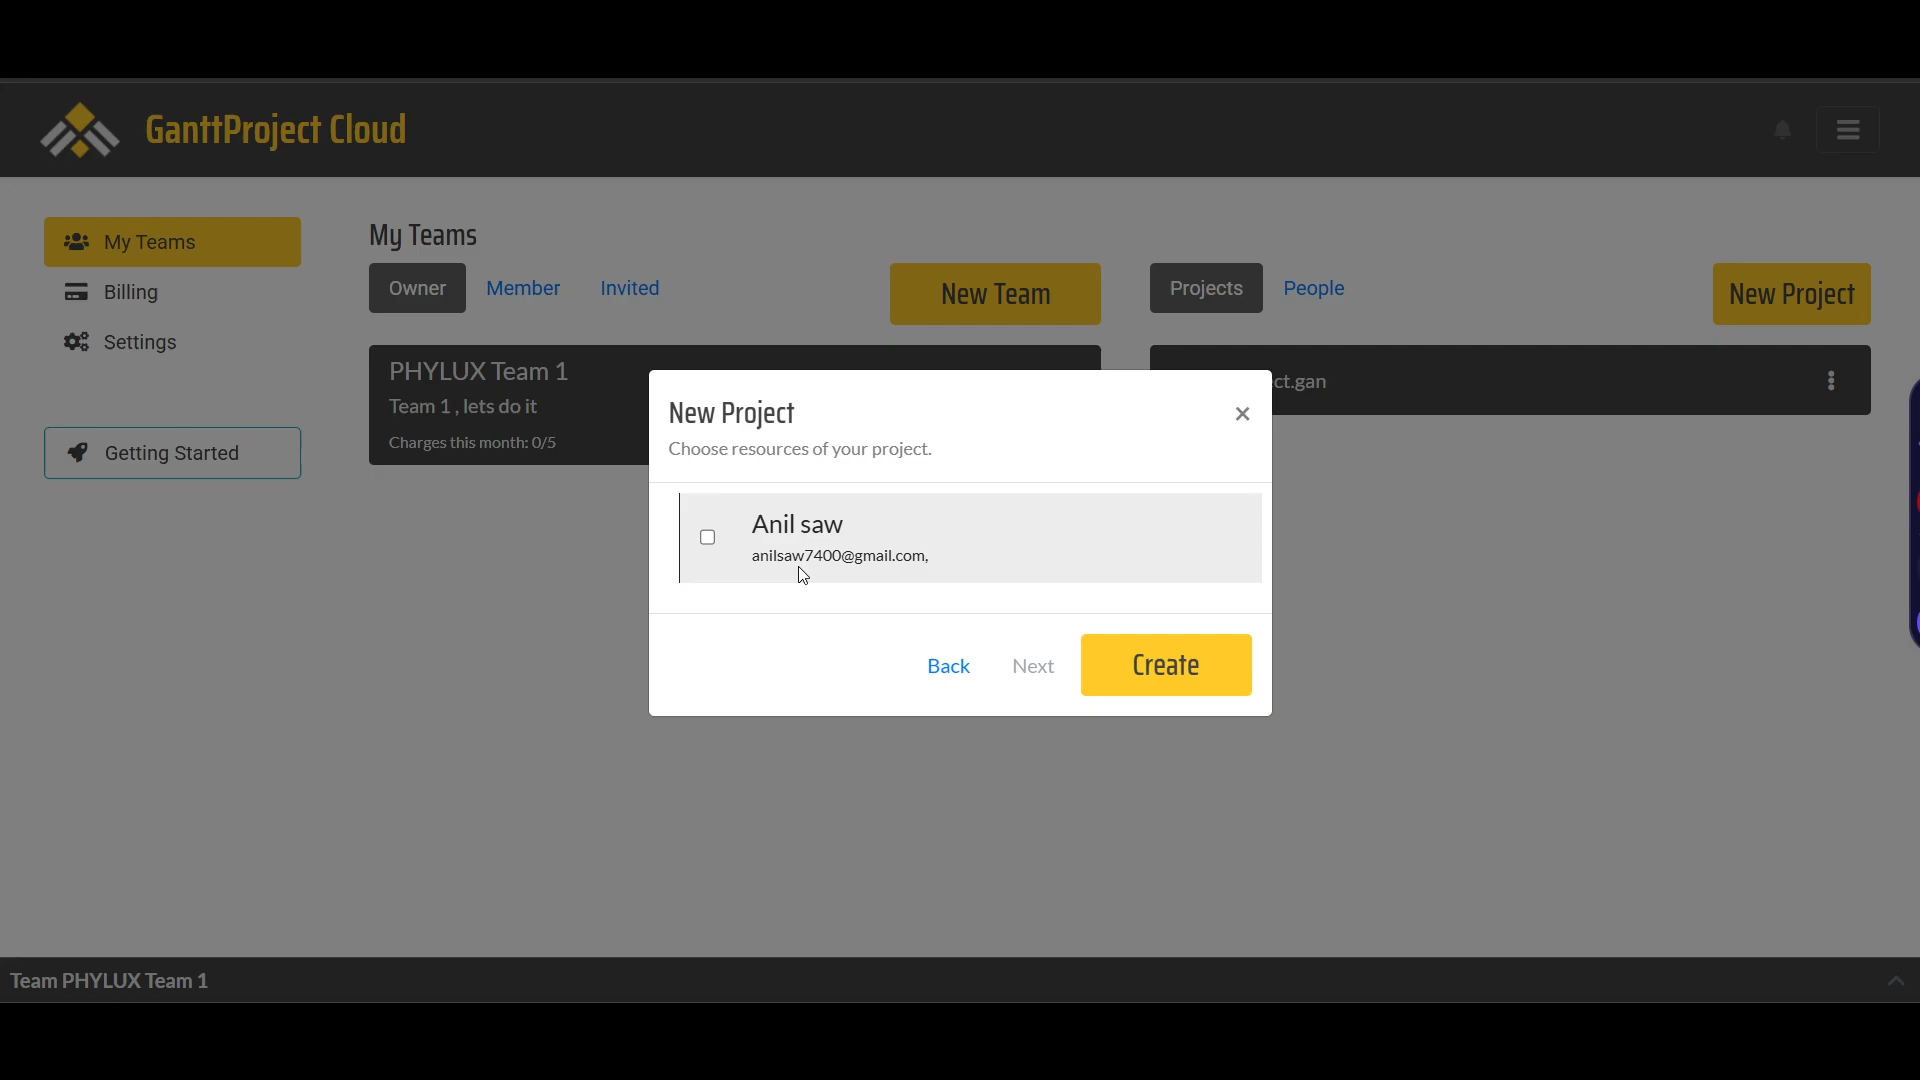 GanttProject Cloud
My Teams
Billing
Settings
Getting Started
My Teams
Owner
Member
Invited
New Team
Projects
People
New Project
PHYLUX Team 1
Team 1 , lets do it
Charges this month: 0/5
ct.gan
New Project
×
Choose resources of your project.
Anil saw
anilsaw7400@gmail.com,
Back
Next
Create
Team PHYLUX Team 1